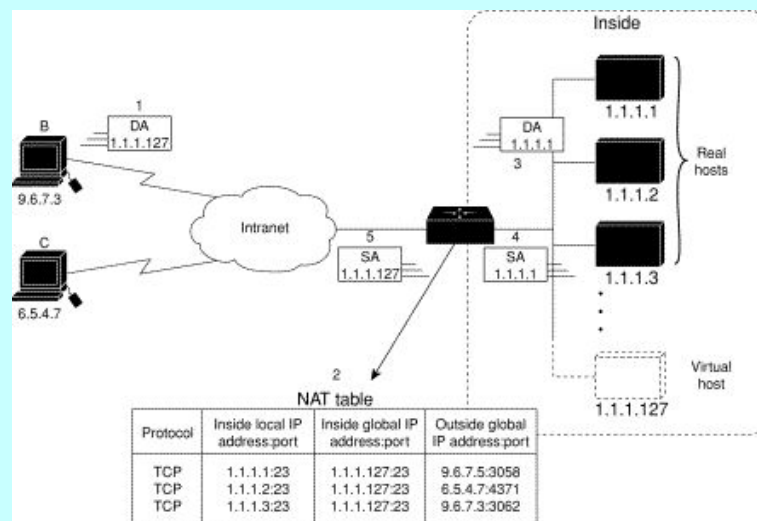 Inside
1
B
DA
1.1.1.127
9.6.7.3
C
6.5.4.7
Intranet
5
SA
1.1.1.127
DA
1.1.1.1
3
4
SA
1.1.1.1
1.1.1.1
1.1.1.2
1.1.1.3
Real
hosts
Virtual
host
1.1.1.127
2
NAT table
Protocol Inside local IP address:port Inside global IP address:port Outside global IP address:port
TCP 1.1.1.1:23 1.1.1.127:23 9.6.7.5:3058
TCP 1.1.1.2:23 1.1.1.127:23 6.5.4.7:4371
TCP 1.1.1.3:23 1.1.1.127:23 9.6.7.3:3062